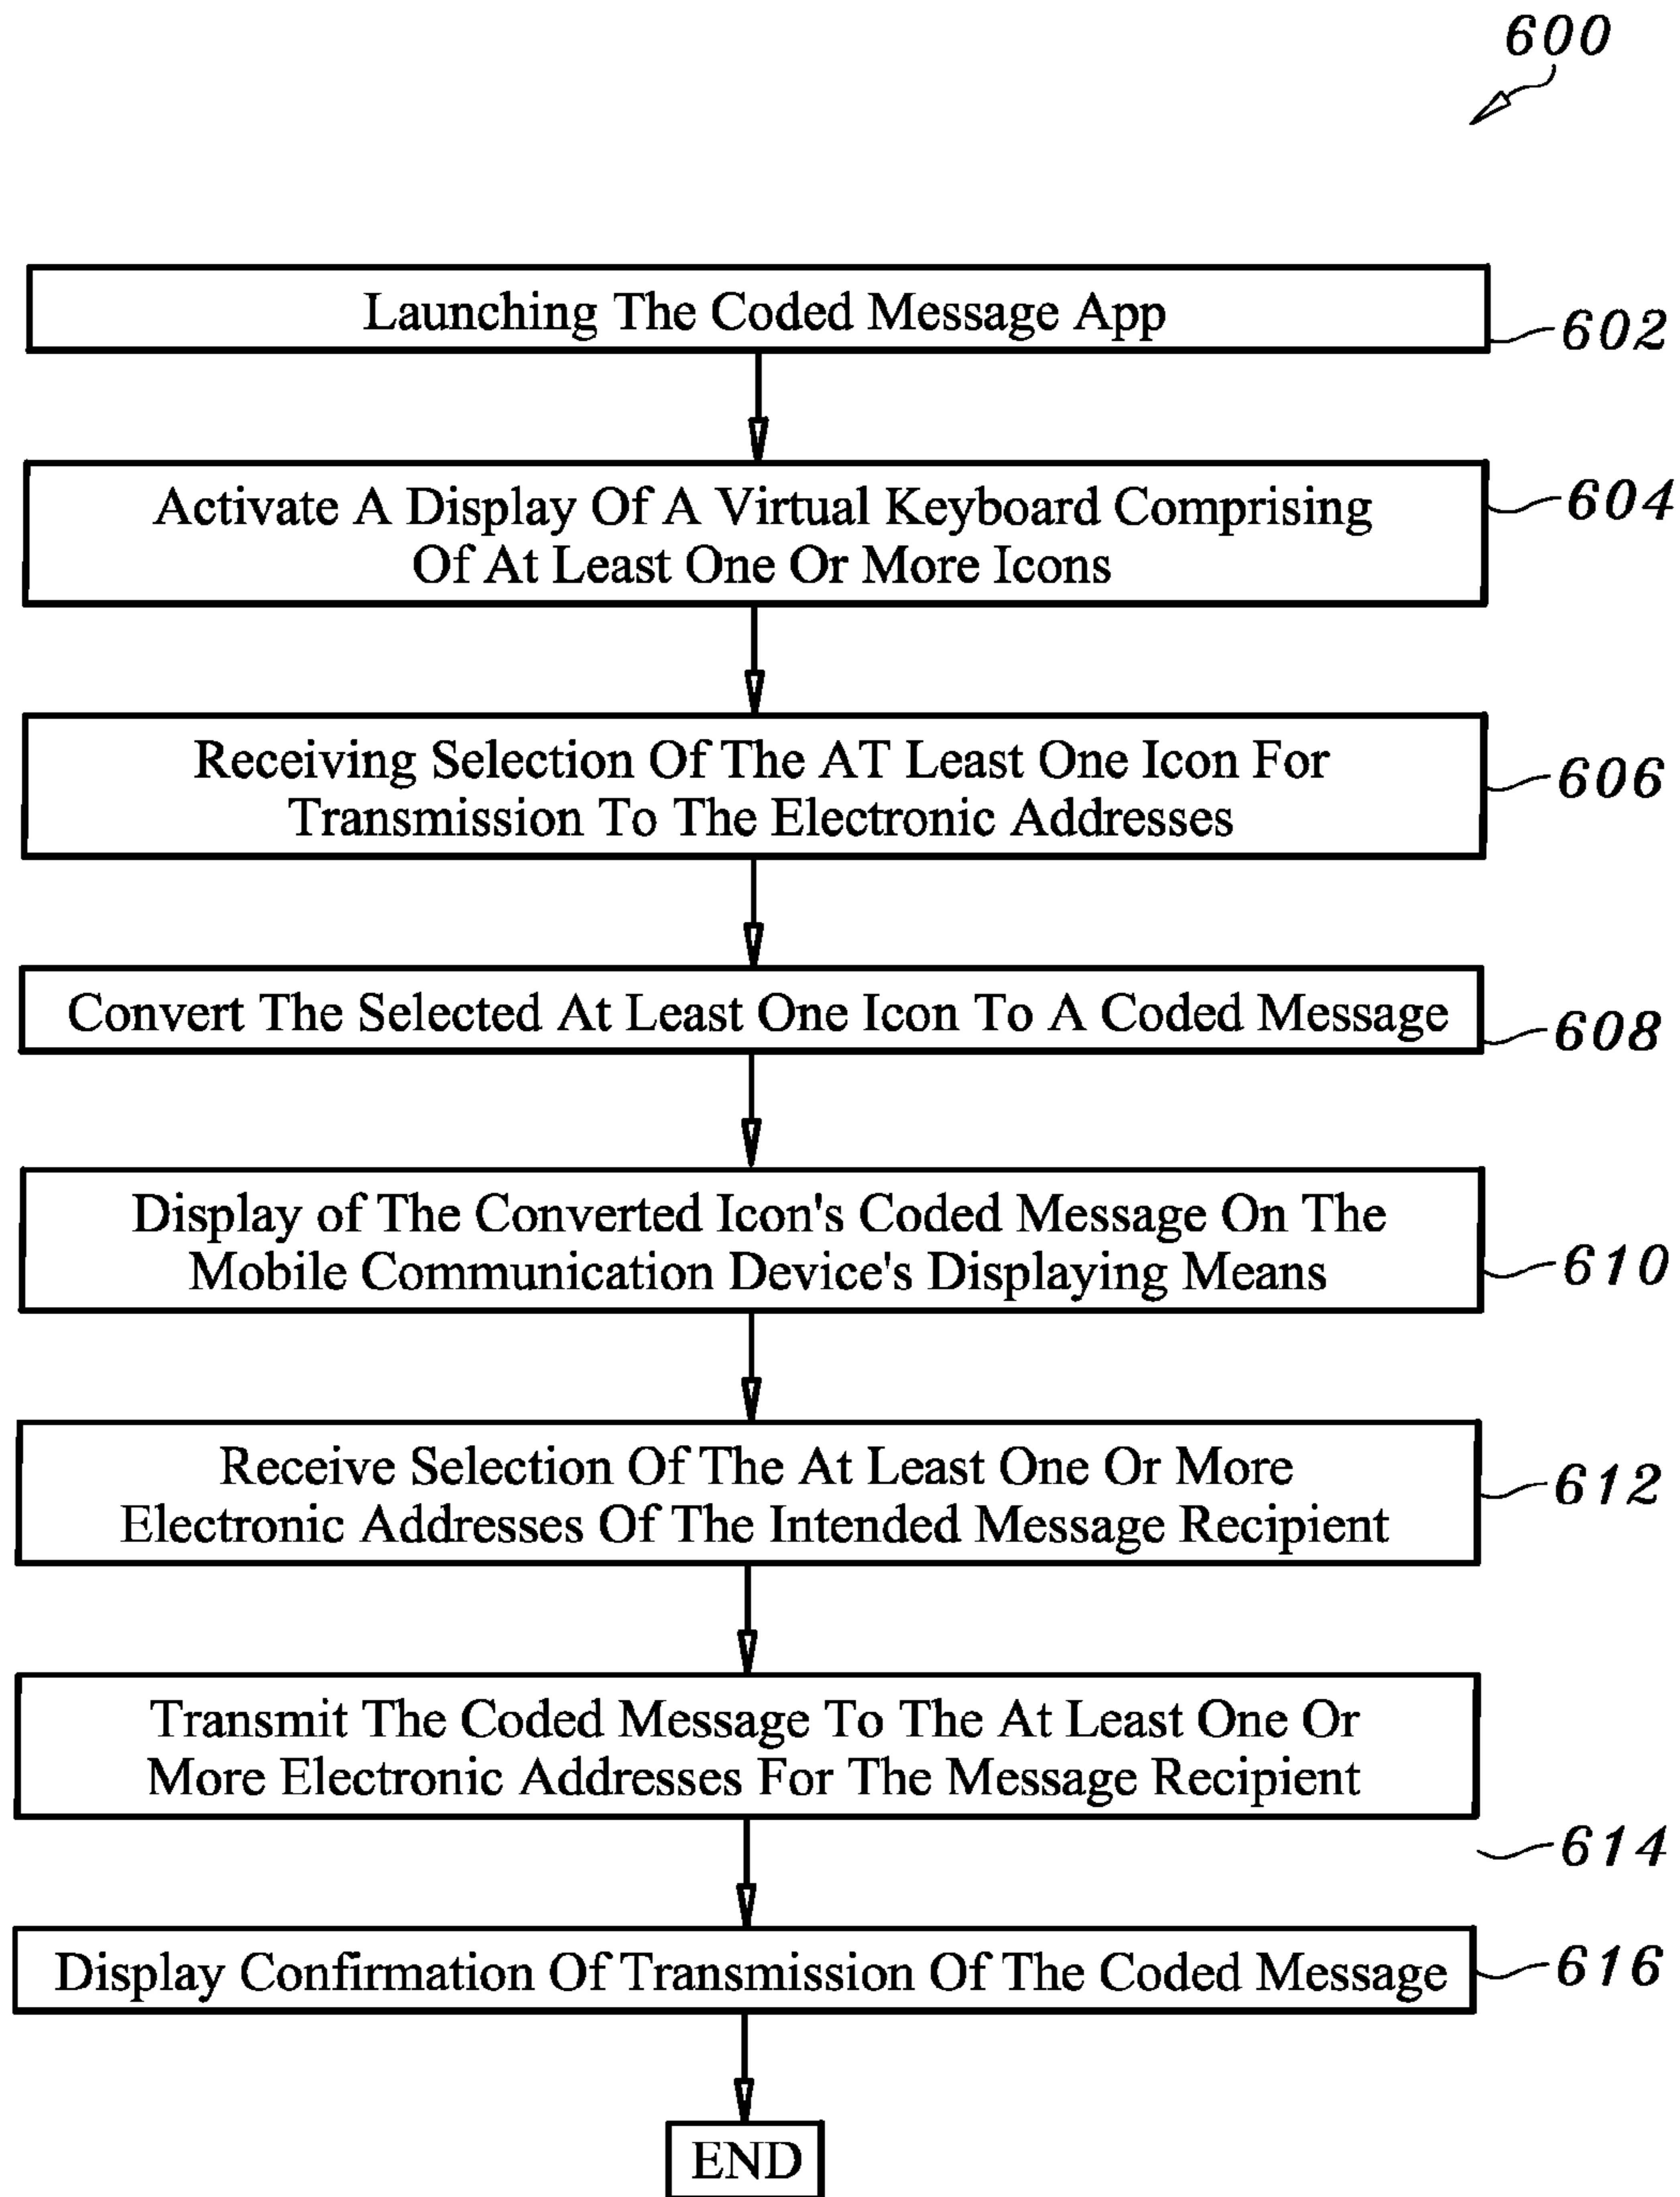 600
Launching The Coded Message App
602
Activate A Display Of A Virtual Keyboard Comprising
Of At Least One Or More Icons
604
Receiving Selection Of The AT Least One Icon For
Transmission To The Electronic Addresses
606
Convert The Selected At Least One Icon To A Coded Message
608
Display of The Converted Icon's Coded Message On The
Mobile Communication Device's Displaying Means
610
Receive Selection Of The At Least One Or More
Electronic Addresses Of The Intended Message Recipient
612
Transmit The Coded Message To The At Least One Or
More Electronic Addresses For The Message Recipient
614
Display Confirmation Of Transmission Of The Coded Message
616
END